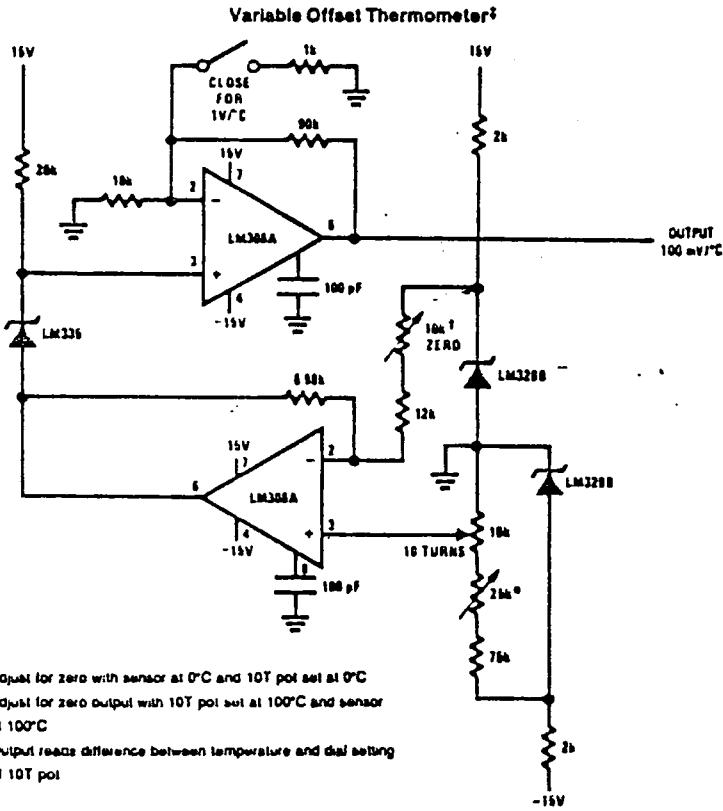 Variable Offset Thermometer‡
15V
1k
15V
CLOSE
FOR
1V/°C
90k
2k
15V
7
10k
2
−
LM308A
6
OUTPUT
100 mV/°C
3
+
100 pF
4
−15V
LM335
10k†
ZERO
LM329B
6.98k
12k
15V
7
2
−
6
LM308A
LM329B
4
−15V
+
3
10k
10 TURNS
8
100 pF
75k
2k
−15V
djust for zero with sensor at 0°C and 10T pot set at 0°C
djust for zero output with 10T pot set at 100°C and sensor
t 100°C
utput reads difference between temperature and dial setting
f 10T pot